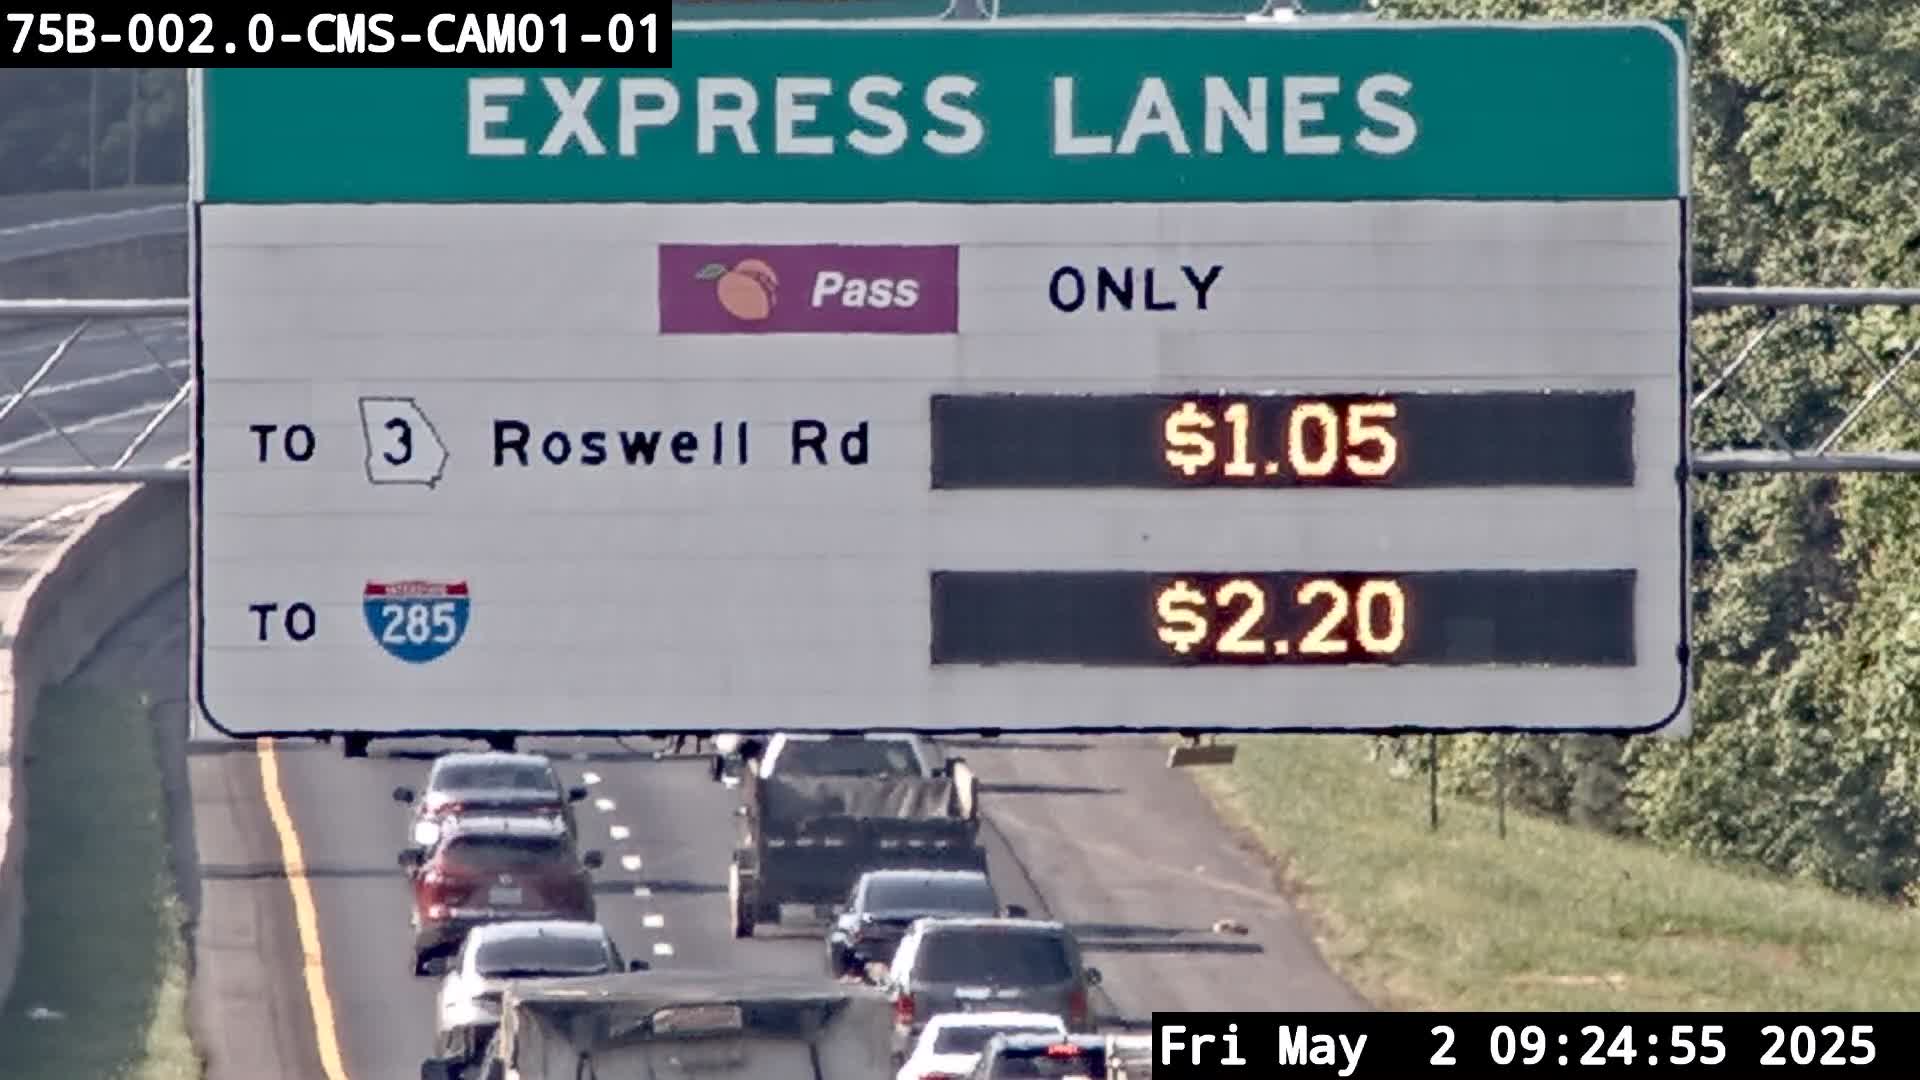 75B-002.0-CMS-CAM01-01
EXPRESS LANES
Pass ONLY
TO 3 Roswell Rd $1.05
TO 285 $2.20
Fri May 2 09:24:55 2025